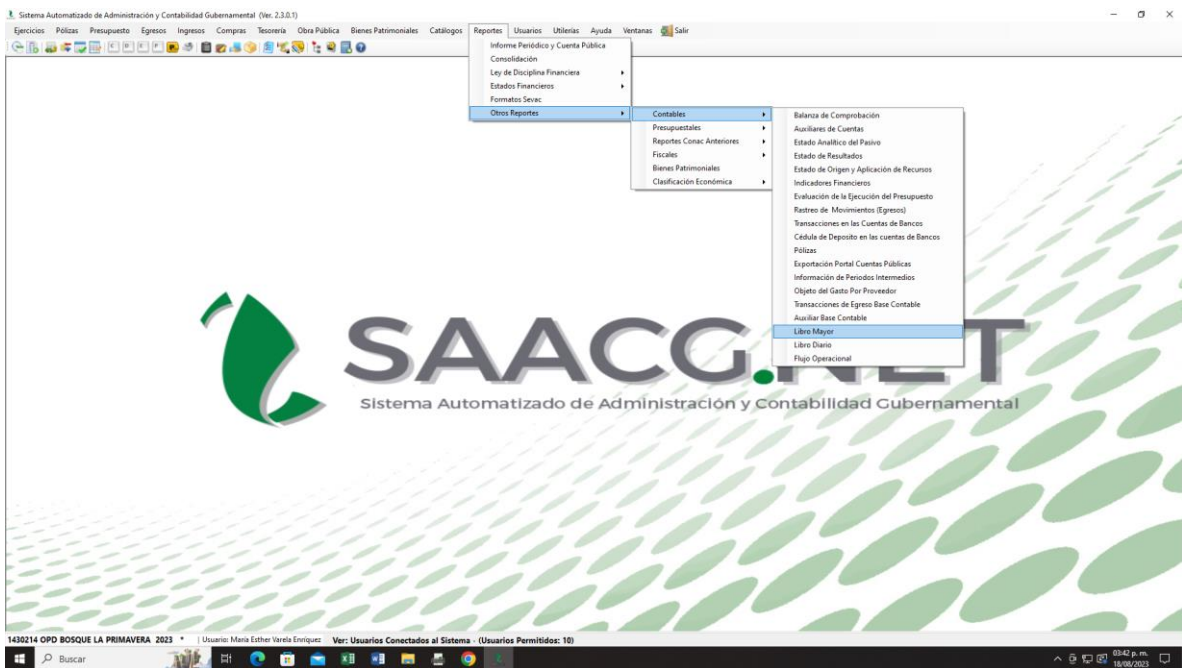 Sistema Automatizado de Administración y Contabilidad Gubernamental (Ver. 2.3.0.1)
Ejercicios Pólizas Presupuesto Egresos Ingresos Compras Tesorería Obra Pública Bienes Patrimoniales Catálogos Reportes Usuarios Utilerías Ayuda Ventanas Salir
Informe Periódico y Cuenta Pública
Consolidación
Ley de Disciplina Financiera
Estados Financieros
Formatos Sevac
Otros Reportes
Contables
Presupuestales
Reportes Conac Anteriores
Fiscales
Bienes Patrimoniales
Clasificación Económica
Balanza de Comprobación
Auxiliares de Cuentas
Estado Analítico del Pasivo
Estado de Resultados
Estado de Origen y Aplicación de Recursos
Indicadores Financieros
Evaluación de la Ejecución del Presupuesto
Rastreo de Movimientos (Egresos)
Transacciones en las Cuentas de Bancos
Cédula de Deposito en las cuentas de Bancos
Pólizas
Exportación Portal Cuentas Públicas
Información de Periodos Intermedios
Objeto del Gasto Por Proveedor
Transacciones de Egreso Base Contable
Auxiliar Base Contable
Libro Mayor
Libro Diario
Flujo Operacional
SAACG.NET
Sistema Automatizado de Administración y Contabilidad Gubernamental
1430214 OPD BOSQUE LA PRIMAVERA 2023 * | Usuario: María Esther Varela Enríquez Ver: Usuarios Conectados al Sistema - (Usuarios Permitidos: 10)
Buscar
03:42 p. m.
18/08/2023